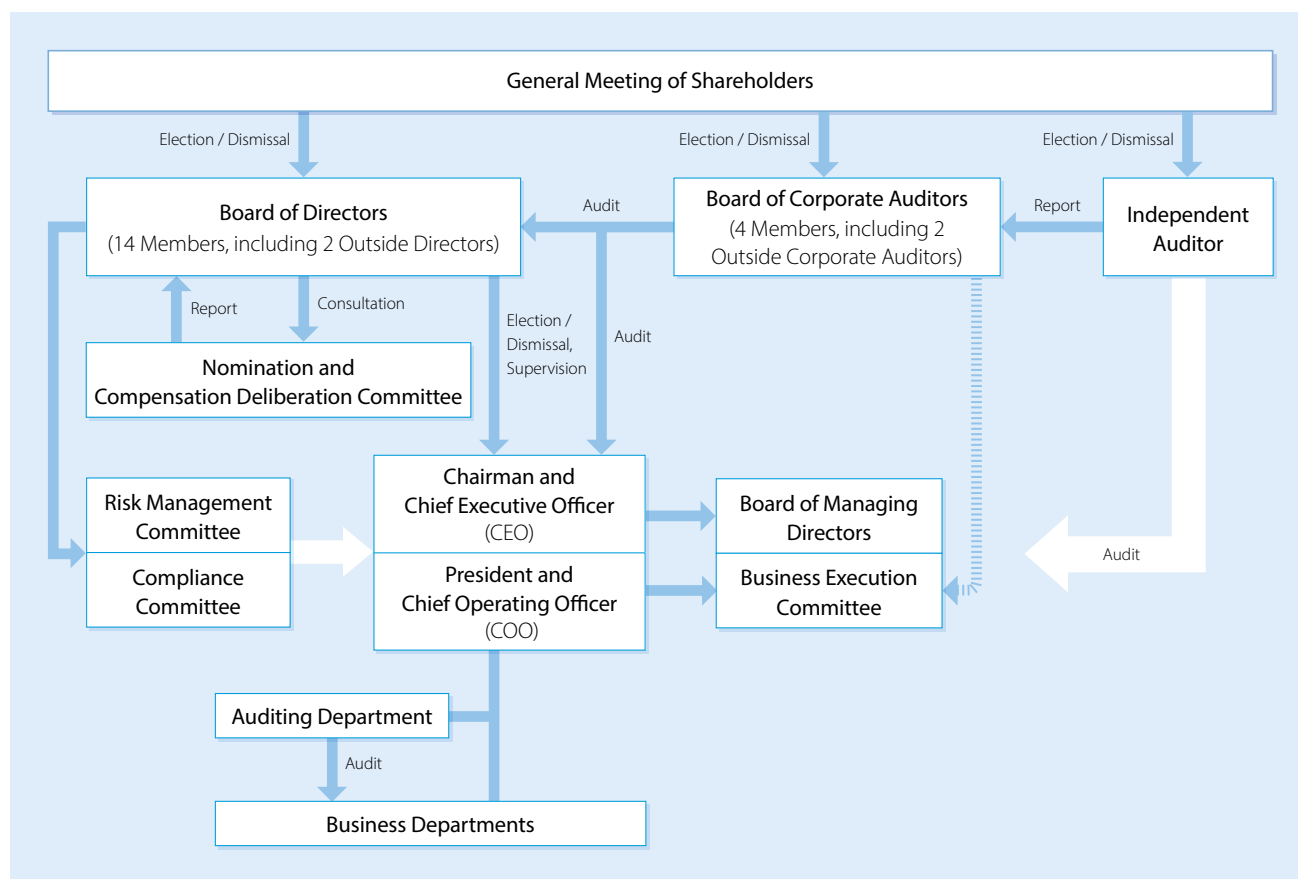 General Meeting of Shareholders
Election / Dismissal
Election / Dismissal
Election / Dismissal
Board of Directors
(14 Members, including 2 Outside Directors)
Audit
Board of Corporate Auditors
(4 Members, including 2
Outside Corporate Auditors)
Report
Independent
Auditor
Report
Consultation
Election /
Dismissal,
Supervision
Audit
Nomination and
Compensation Deliberation Committee
Risk Management
Committee
Compliance
Committee
Chairman and
Chief Executive Officer
(CEO)
President and
Chief Operating Officer
(COO)
Board of Managing
Directors
Business Execution
Committee
Audit
Auditing Department
Audit
Business Departments